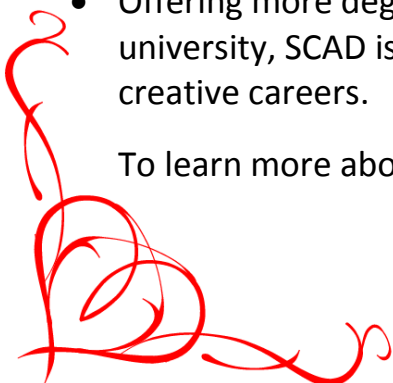 • Offering more deg
university, SCAD is
creative careers.
To learn more abo